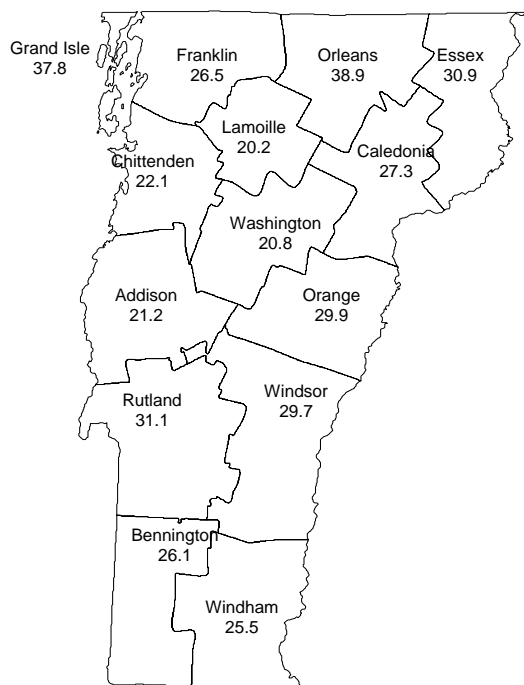 Grand Isle
37.8
Franklin
26.5
Orleans
38.9
Essex
30.9
Lamoille
20.2
Chittenden
22.1
Caledonia
27.3
Washington
20.8
Addison
21.2
Orange
29.9
Rutland
31.1
Windsor
29.7
Bennington
26.1
Windham
25.5